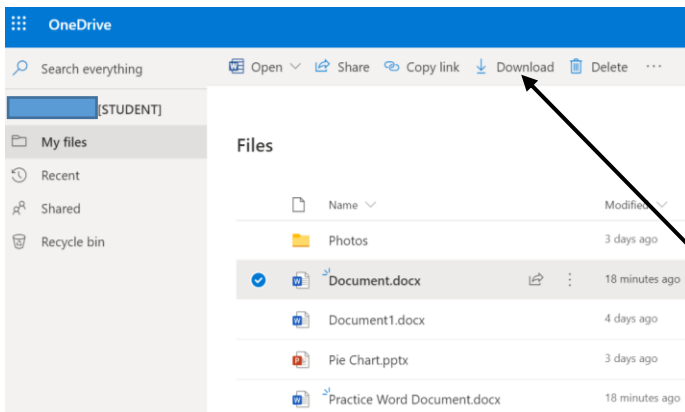 OneDrive
Search everything
Open Share Copy link Download Delete ...
[STUDENT]
My files
Files
Recent
Shared
Recycle bin
Name Modified
Photos 3 days ago
Document.docx 18 minutes ago
Document1.docx 4 days ago
Pie Chart.pptx 3 days ago
Practice Word Document.docx 18 minutes ago